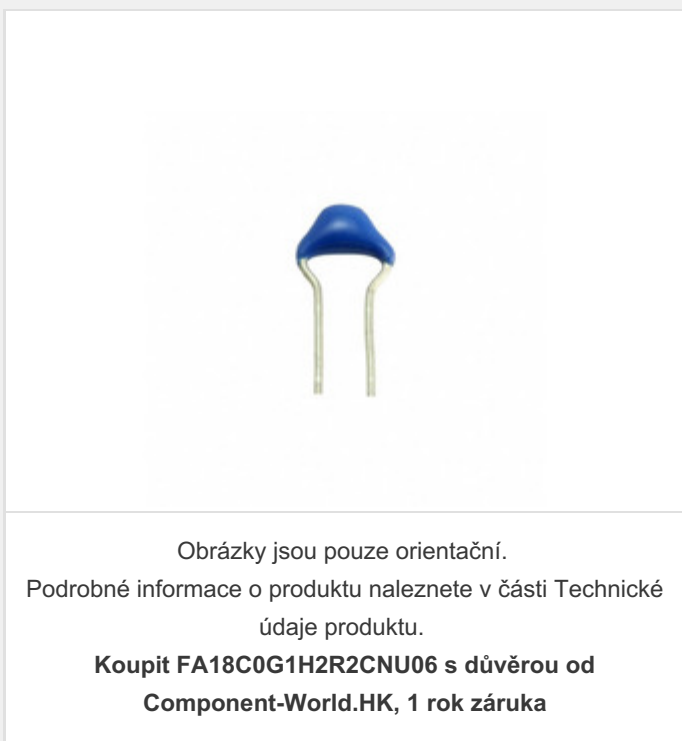 Obrázky jsou pouze orientační.
Podrobné informace o produktu naleznete v části Technické
údaje produktu.
Koupit FA18C0G1H2R2CNU06 s důvěrou od
Component-World.HK, 1 rok záruka